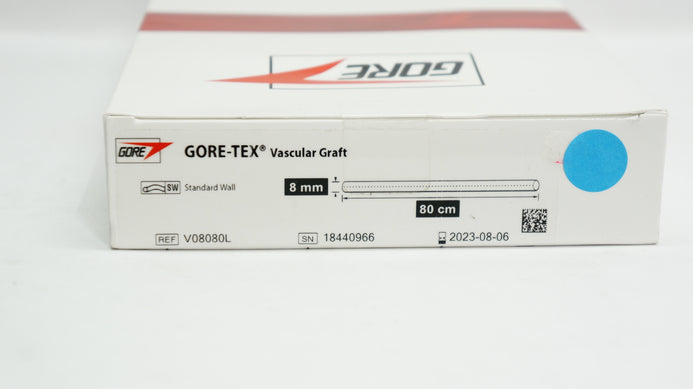 GORE
GORE GORE-TEX® Vascular Graft
SW Standard Wall 8 mm
80 cm
REF V08080L SN 18440966 2023-08-06